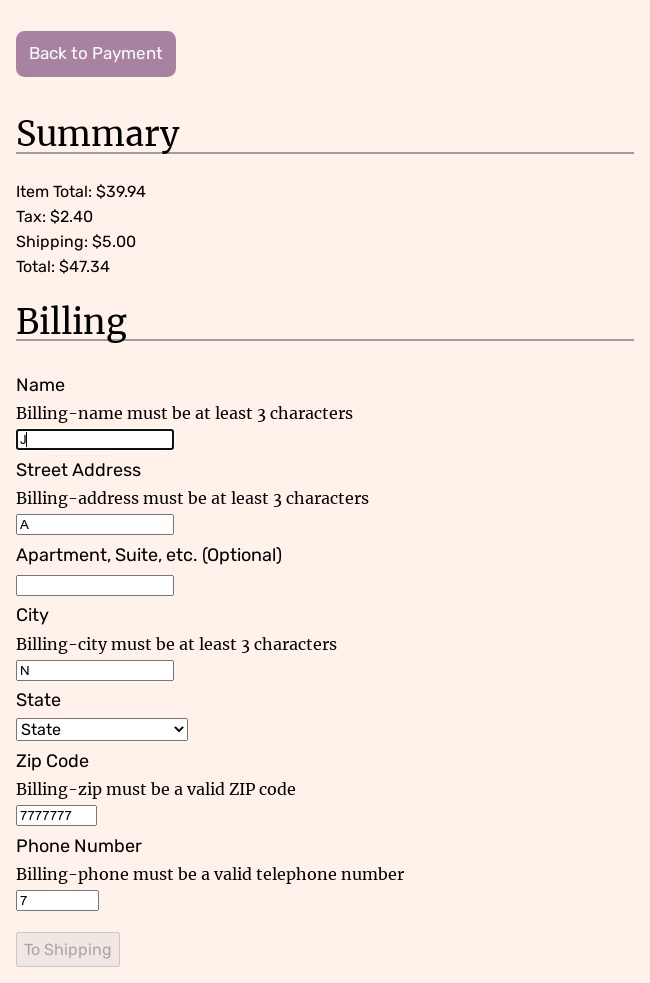 Back to Payment
Summary
Item Total: $39.94
Tax: $2.40
Shipping: $5.00
Total: $47.34
Billing
Name
Billing-name must be at least 3 characters
J
Street Address
Billing-address must be at least 3 characters
A
Apartment, Suite, etc. (Optional)
City
Billing-city must be at least 3 characters
N
State
State
Zip Code
Billing-zip must be a valid ZIP code
7777777
Phone Number
Billing-phone must be a valid telephone number
7
To Shipping